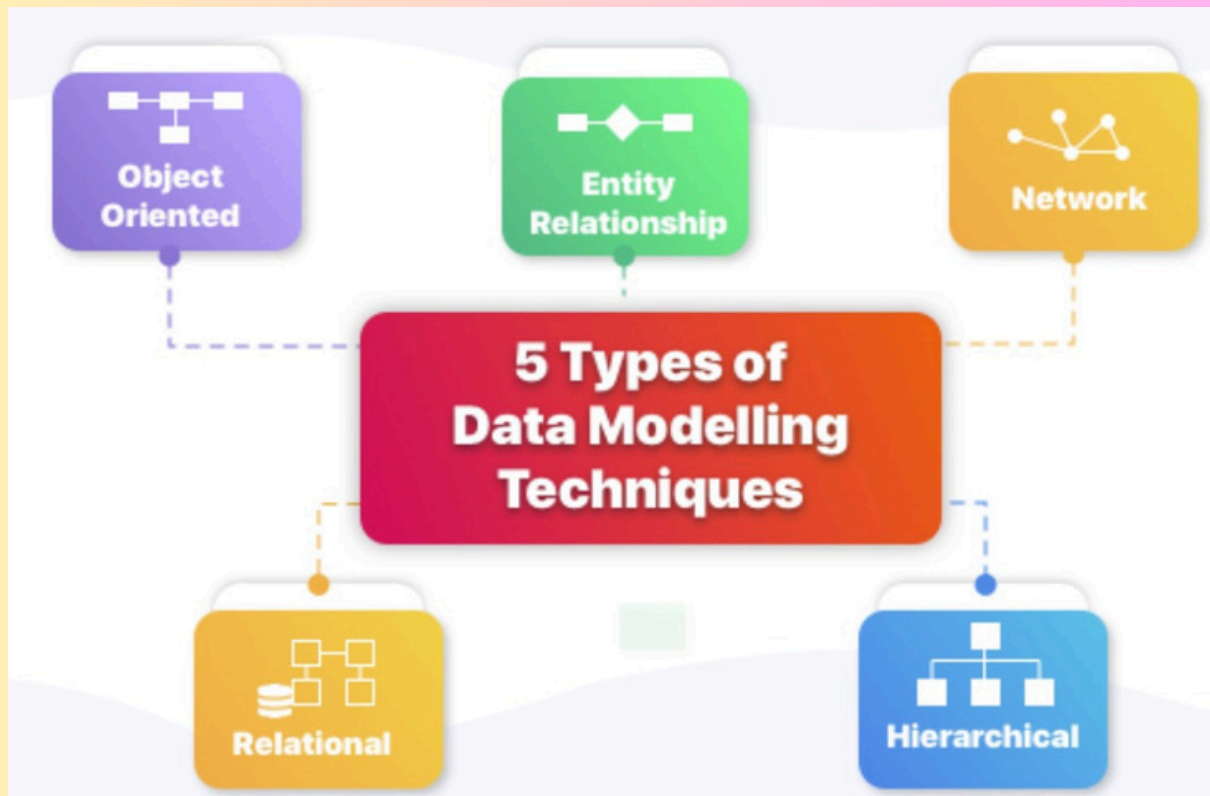 Object
Oriented
Entity
Relationship
Network
5 Types of
Data Modelling
Techniques
Relational
Hierarchical